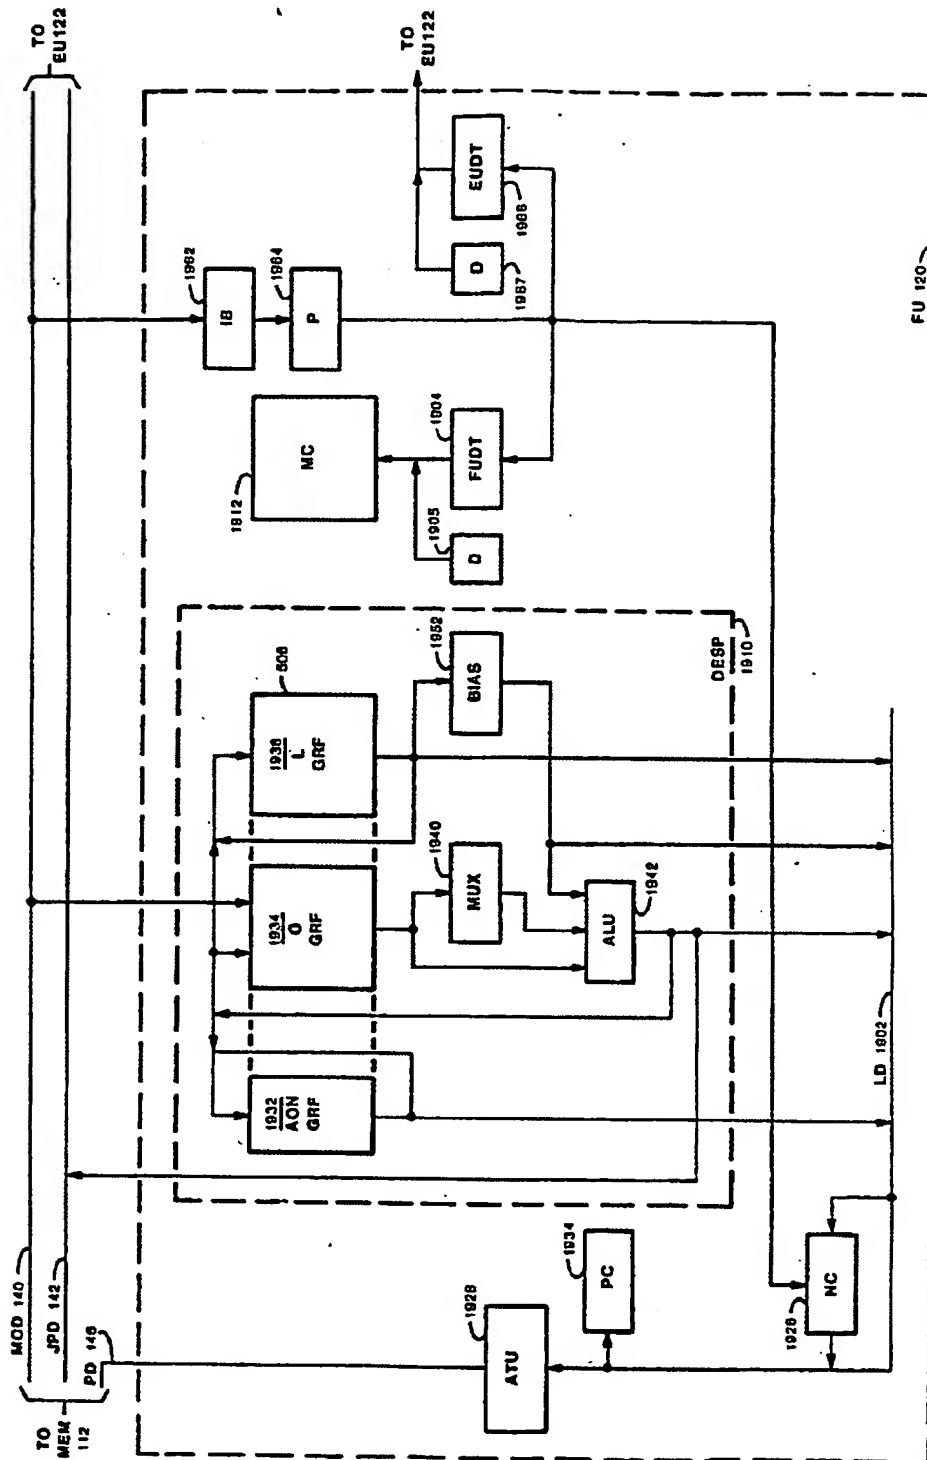 MOD 140
JPD 142
PD 146
TO
MEM
112
TO
EU122
TO
EU122
1962
IB
1964
P
EUDT
1966
D
1967
1912
MC
1904
FUDT
1905
D
606
1932
AON
GRF
1934
O
GRF
1936
L
GRF
1952
BIAS
1940
MUX
1942
ALU
DESP
1910
1928
ATU
1934
PC
1926
NC
LD 1902
FU 120